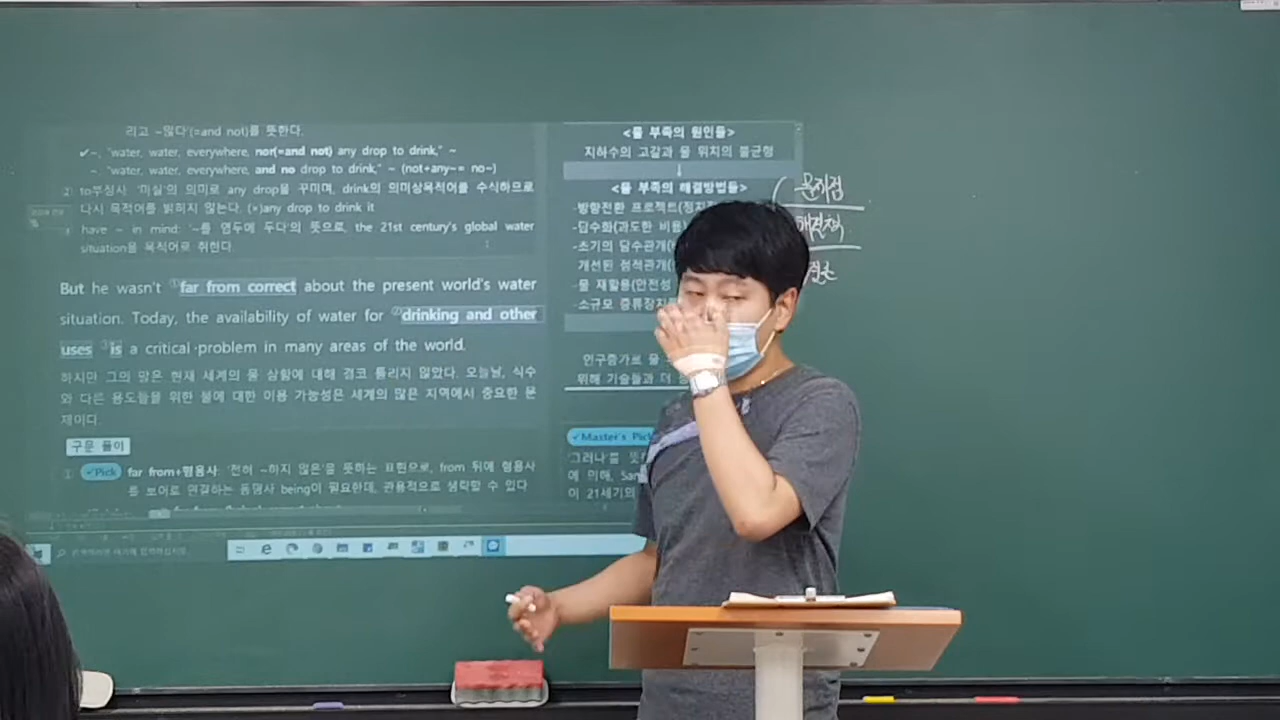 리고 ~많다'(=and not)를 뜻한다.
✔~, "water, water, everywhere, nor(=and not) any drop to drink," ~
~, "water, water, everywhere, and no drop to drink," ~ (not+any~= no~)
② to부정사 '마실'의 의미로 any drop을 꾸미며, drink의 의미상목적어를 수식하므로
다시 목적어를 밝히지 않는다. (×)any drop to drink it
have ~ in mind: '~를 염두에 두다'의 뜻으로, the 21st century's global water
situation을 목적어로 취한다.
But he wasn't ①far from correct about the present world's water
situation. Today, the availability of water for ②drinking and other
uses ③is a critical problem in many areas of the world.
하지만 그의 말은 현재 세계의 물 상황에 대해 결코 틀리지 않았다. 오늘날, 식수
와 다른 용도들을 위한 물에 대한 이용 가능성은 세계의 많은 지역에서 중요한 문
제이다.
구문 풀이
① ✓Pick far from+형용사: '전혀 ~하지 않은'을 뜻하는 표현으로, from 뒤에 형용사
를 보어로 연결하는 동명사 being이 필요한데, 관용적으로 생략할 수 있다
<물 부족의 원인들>
지하수의 고갈과 물 위치의 불균형
↓
<물 부족의 해결방법들>
-방향전환 프로젝트(정치적
-담수화(과도한 비용)
-초기의 담수관개(
개선된 점적관개(
-물 재활용(안전성
-소규모 증류장치
인구증가로 물
위해 기술들과 더
✓Master's Pick
'그러나'를 뜻
에 의해, San
이 21세기의
문제점
해결책